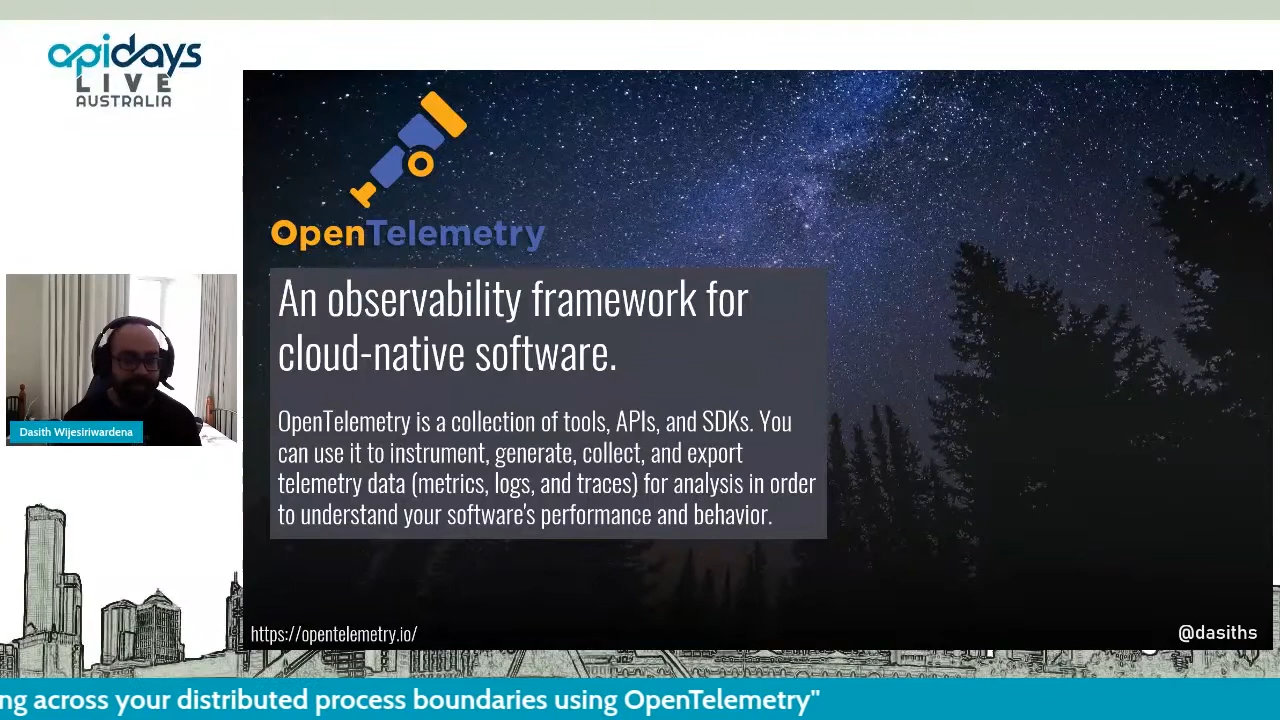 apidays
LIVE
AUSTRALIA
OpenTelemetry
An observability framework for
cloud-native software.
OpenTelemetry is a collection of tools, APIs, and SDKs. You
can use it to instrument, generate, collect, and export
telemetry data (metrics, logs, and traces) for analysis in order
to understand your software's performance and behavior.
Dasith Wijesiriwardena
https://opentelemetry.io/
@dasiths
ng across your distributed process boundaries using OpenTelemetry"